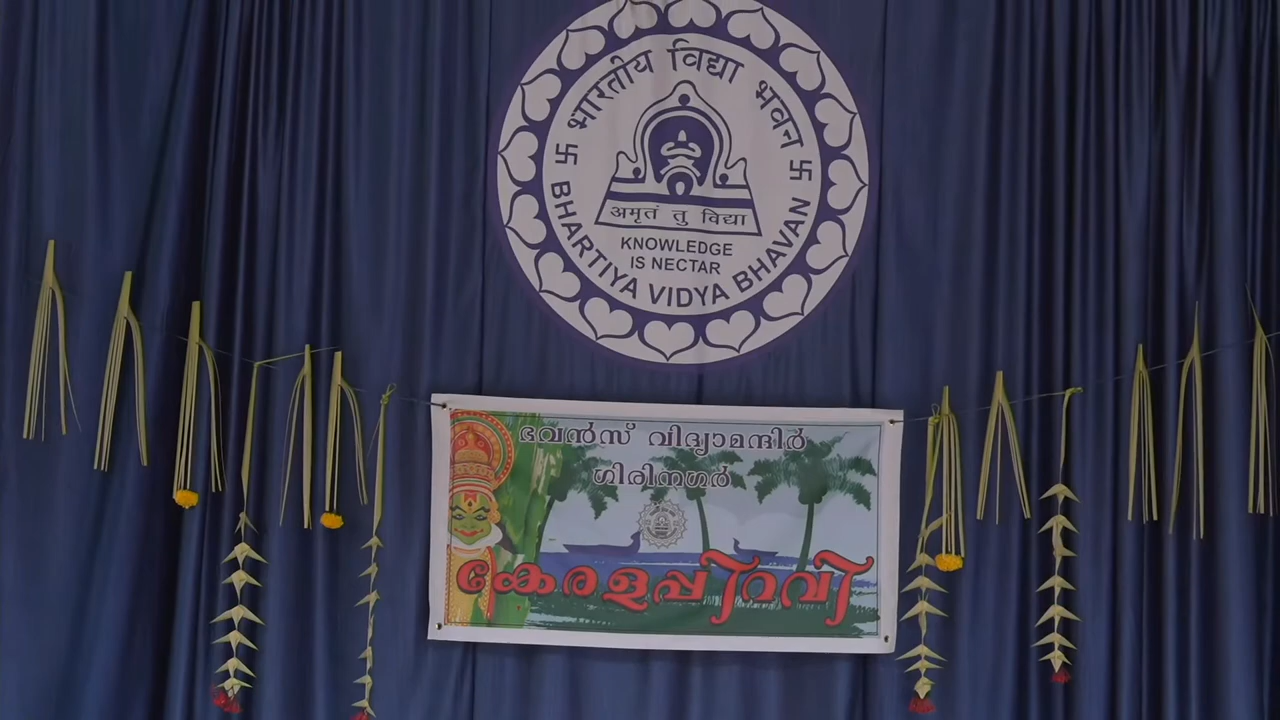 भारतीय विद्या भवन
अमृतं तु विद्या
KNOWLEDGE
IS NECTAR
BHARTIYA VIDYA BHAVAN
ഭവൻസ് വിദ്യാമന്ദിർ
ഗിരിനഗർ
കേരളപ്പിറവി